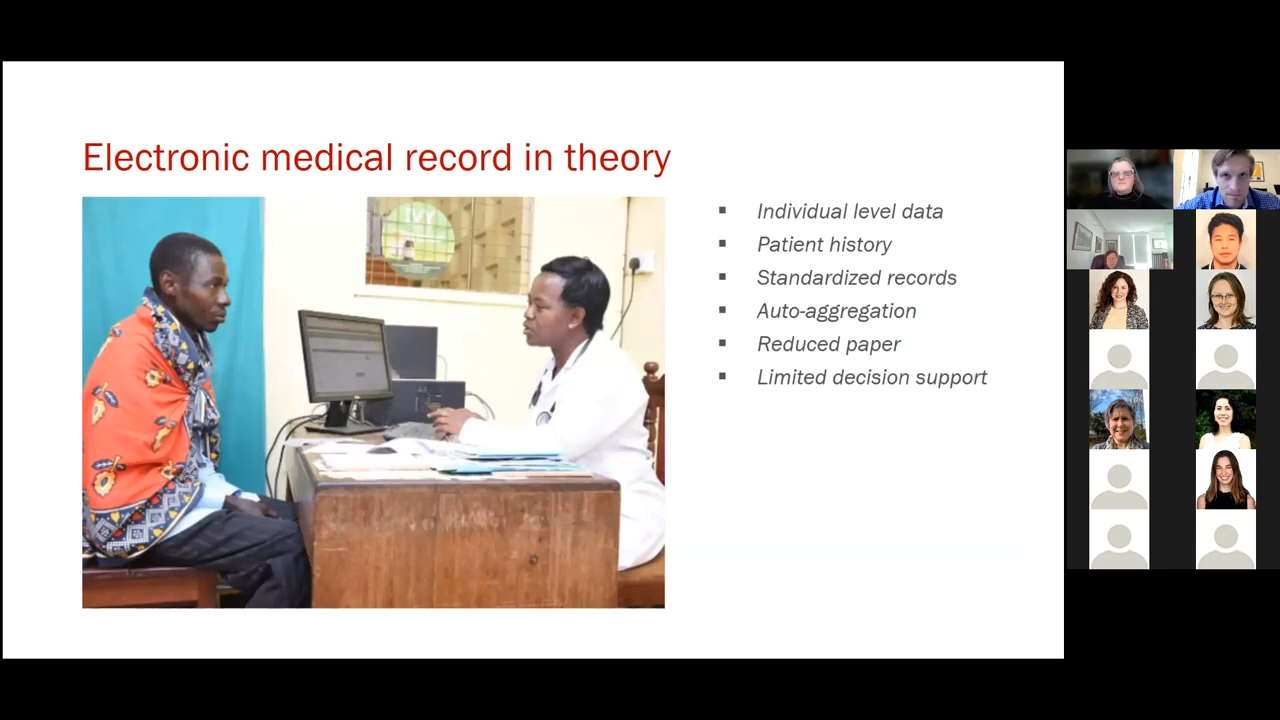 Electronic medical record in theory
IVY
Individual level data
Patient history
Standardized records
Auto-aggregation
Reduced paper
Limited decision support